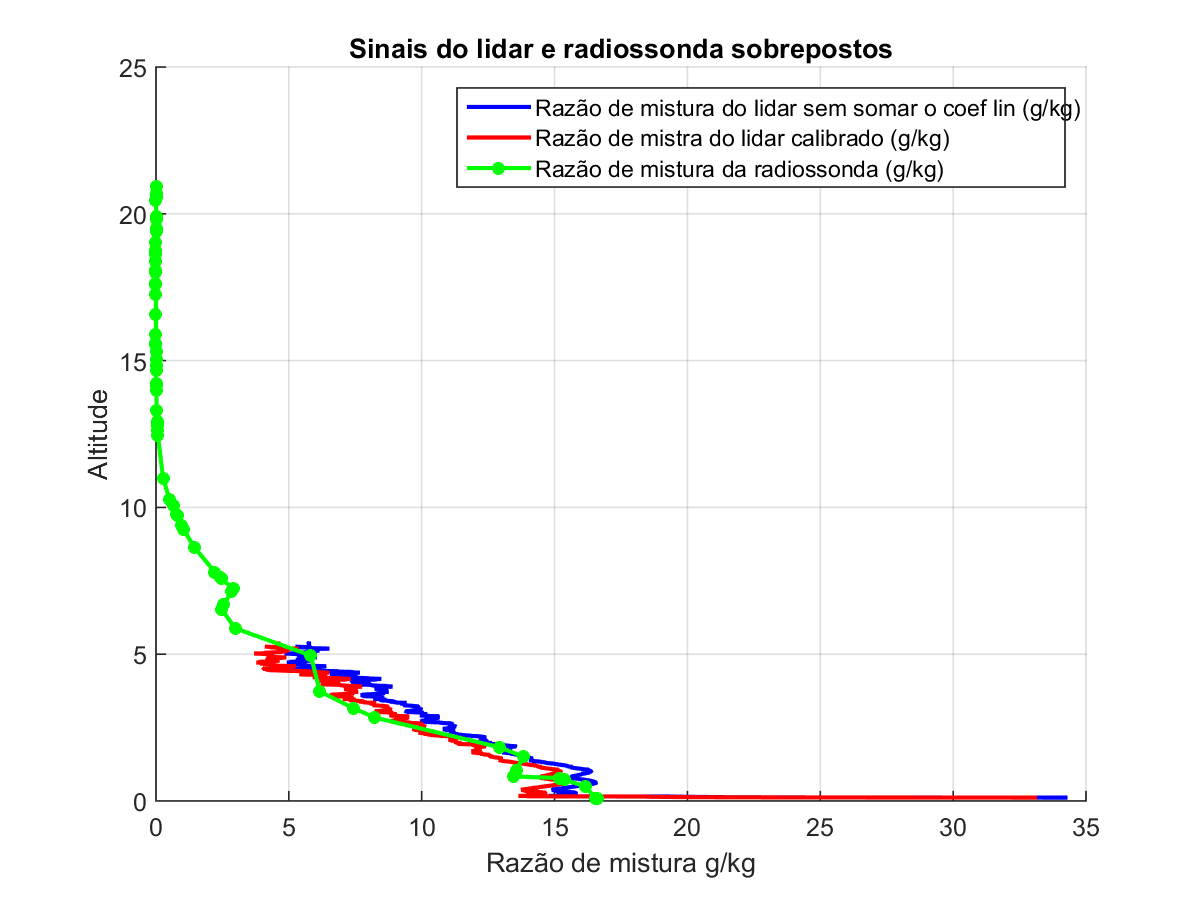 Sinais do lidar e radiossonda sobrepostos
25
Razão de mistura do lidar sem somar o coef lin (g/kg)
Razão de mistra do lidar calibrado (g/kg)
Razão de mistura da radiossonda (g/kg)
20
15
Altitude
10
5
0
0 5 10 15 20 25 30 35
Razão de mistura g/kg